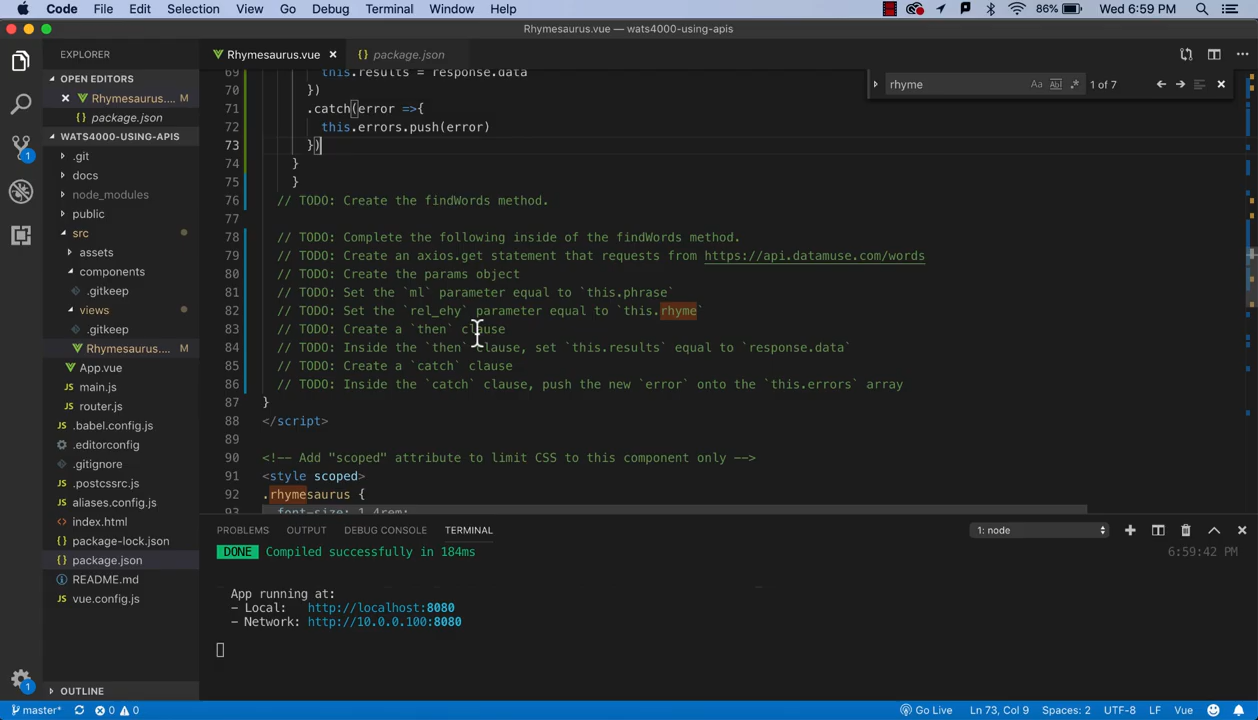 Code File Edit Selection View Go Debug Terminal Window Help 86% Wed 6:59 PM
Rhymesaurus.vue — wats4000-using-apis
EXPLORER
Rhymesaurus.vue
package.json
OPEN EDITORS
Rhymesaurus.... M
package.json
WATS4000-USING-APIS
.git
docs
node_modules
public
src
assets
components
.gitkeep
views
.gitkeep
Rhymesaurus.... M
App.vue
main.js
router.js
.babel.config.js
.editorconfig
.gitignore
.postcssrc.js
aliases.config.js
index.html
package-lock.json
package.json
README.md
vue.config.js
OUTLINE
rhyme Aa Abl .* 1 of 7
69 this.results = response.data
70 })
71 .catch(error =>{
72 this.errors.push(error)
73 })
74 }
75 }
76 // TODO: Create the findWords method.
77
78 // TODO: Complete the following inside of the findWords method.
79 // TODO: Create an axios.get statement that requests from https://api.datamuse.com/words
80 // TODO: Create the params object
81 // TODO: Set the `ml` parameter equal to `this.phrase`
82 // TODO: Set the `rel_ehy` parameter equal to `this.rhyme`
83 // TODO: Create a `then` clause
84 // TODO: Inside the `then` clause, set `this.results` equal to `response.data`
85 // TODO: Create a `catch` clause
86 // TODO: Inside the `catch` clause, push the new `error` onto the `this.errors` array
87 }
88 </script>
89
90 <!-- Add "scoped" attribute to limit CSS to this component only -->
91 <style scoped>
92 .rhymesaurus {
93 font-size: 1.4rem;
PROBLEMS OUTPUT DEBUG CONSOLE TERMINAL 1: node
DONE Compiled successfully in 184ms 6:59:42 PM
App running at:
- Local: http://localhost:8080
- Network: http://10.0.0.100:8080
1
1
master* 0 0 Go Live Ln 73, Col 9 Spaces: 2 UTF-8 LF Vue